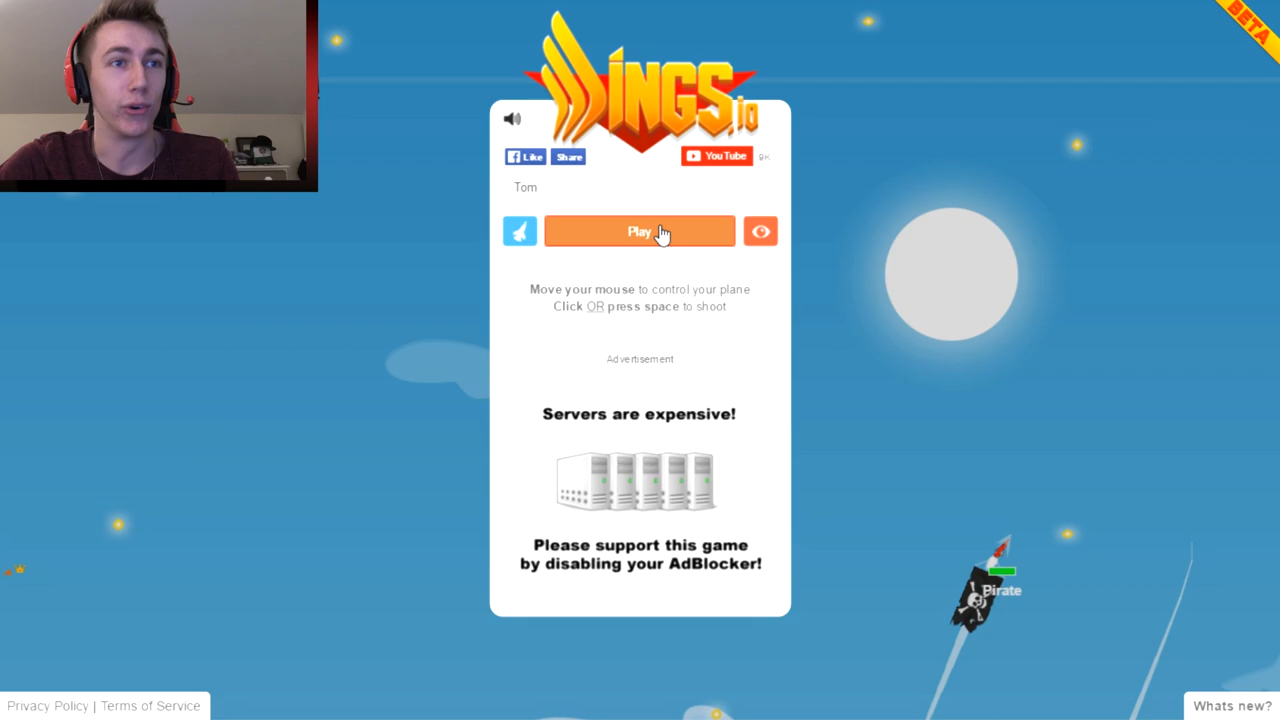 BETA
WINGS.io
Like Share YouTube 9K
Tom
Play
Move your mouse to control your plane
Click OR press space to shoot
Advertisement
Servers are expensive!
Please support this game
by disabling your AdBlocker!
Pirate
Privacy Policy | Terms of Service
Whats new?